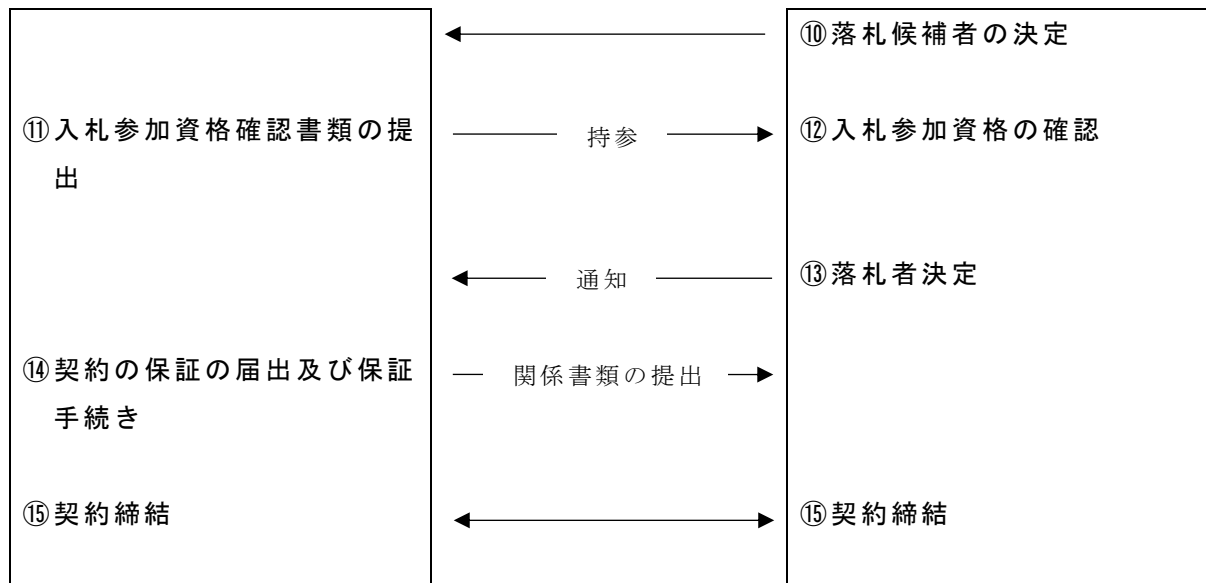 ⑩落札候補者の決定
⑪入札参加資格確認書類の提
出
持参
⑫入札参加資格の確認
通知
⑬落札者決定
⑭契約の保証の届出及び保証
手続き
関係書類の提出
⑮契約締結
⑮契約締結